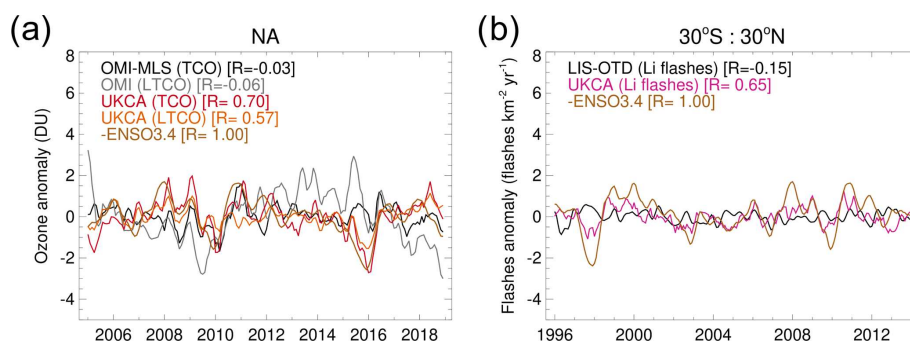 (a)
NA
8
6
4
2
0
-2
-4
Ozone anomaly (DU)
OMI-MLS (TCO) [R=-0.03]
OMI (LTCO) [R=-0.06]
UKCA (TCO) [R= 0.70]
UKCA (LTCO) [R= 0.57]
-ENSO3.4 [R= 1.00]
2006 2008 2010 2012 2014 2016 2018
(b)
30°S : 30°N
8
6
4
2
0
-2
-4
Flashes anomaly (flashes km⁻² yr⁻¹)
LIS-OTD (Li flashes) [R=-0.15]
UKCA (Li flashes) [R= 0.65]
-ENSO3.4 [R= 1.00]
1996 2000 2004 2008 2012